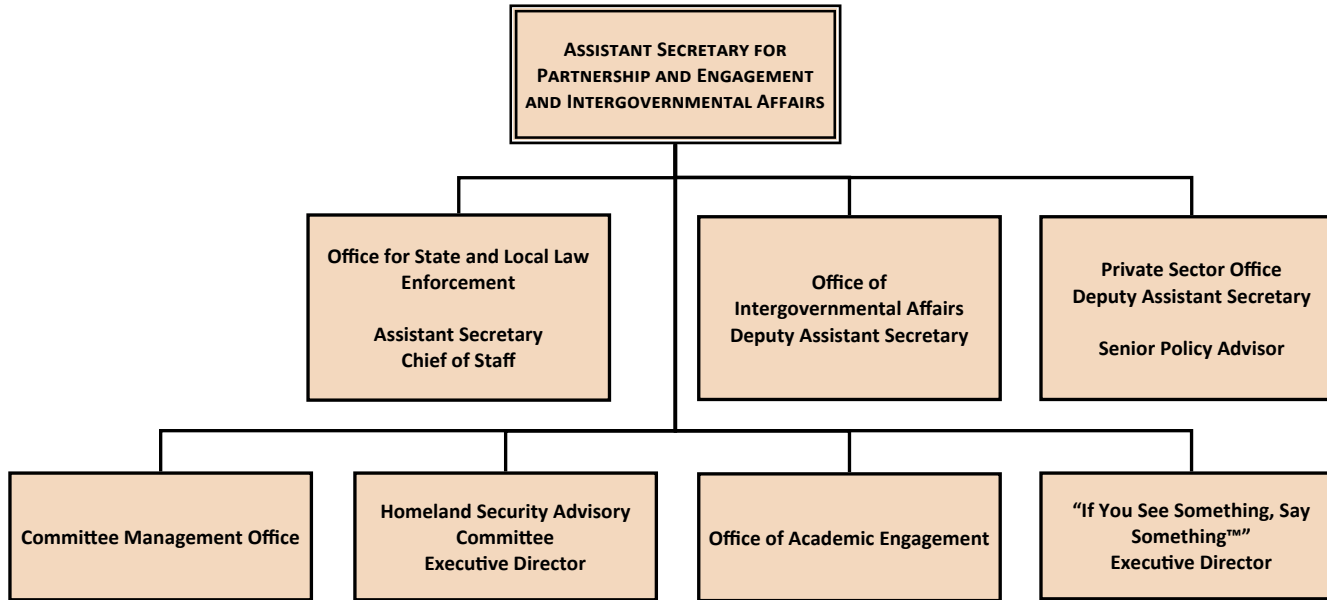 ASSISTANT SECRETARY FOR
PARTNERSHIP AND ENGAGEMENT
AND INTERGOVERNMENTAL AFFAIRS
Office for State and Local Law
Enforcement
Assistant Secretary
Chief of Staff
Office of
Intergovernmental Affairs
Deputy Assistant Secretary
Private Sector Office
Deputy Assistant Secretary
Senior Policy Advisor
Committee Management Office
Homeland Security Advisory
Committee
Executive Director
Office of Academic Engagement
“If You See Something, Say
Something™”
Executive Director